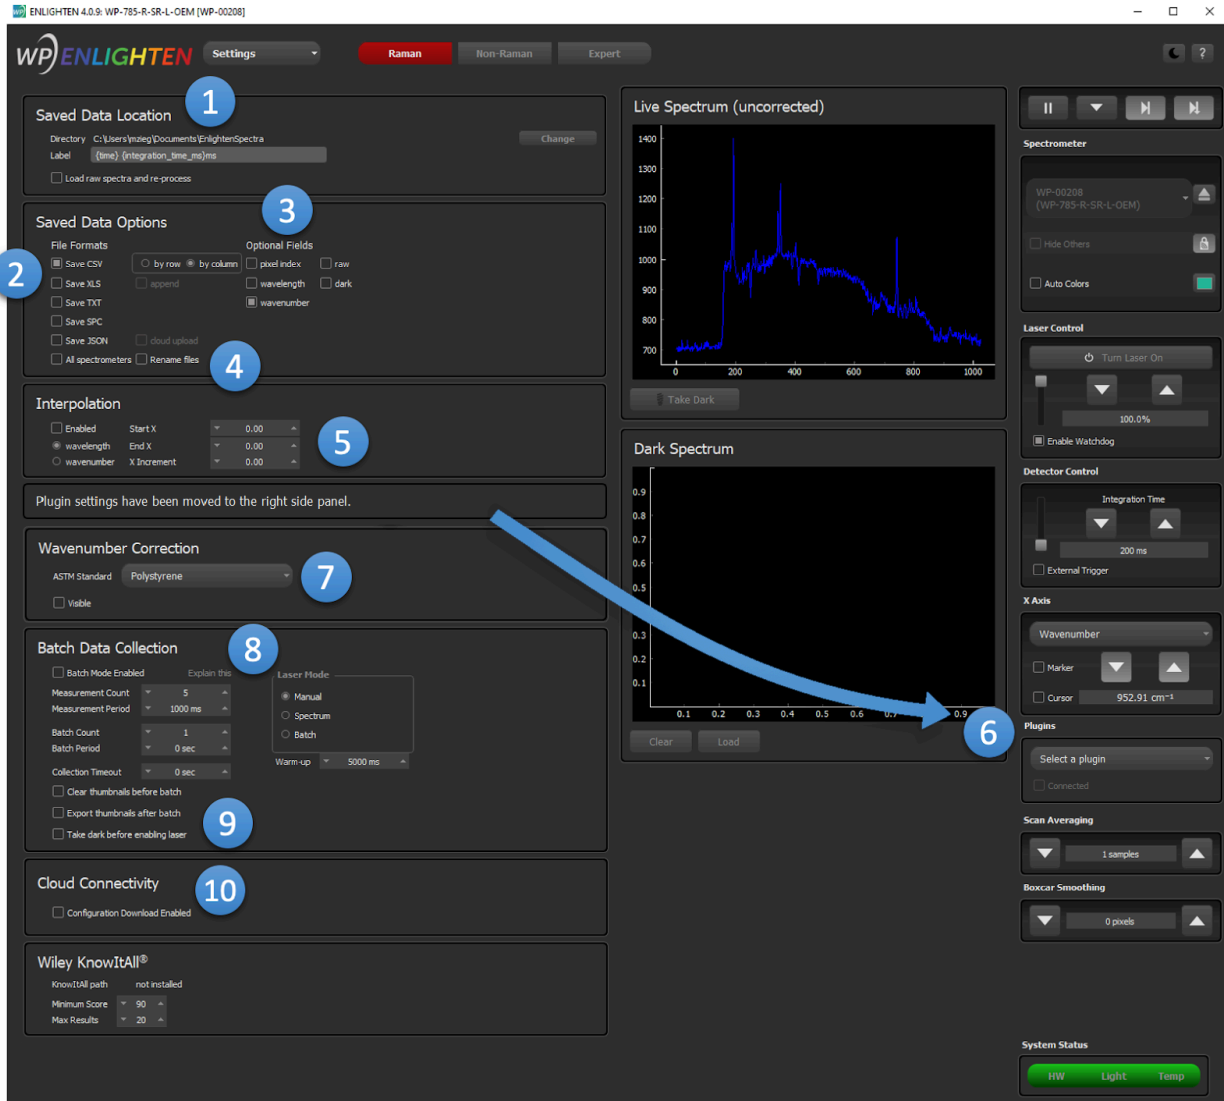 ENLIGHTEN 4.0.9: WP-785-R-SR-L-OEM [WP-00208]
WP ENLIGHTEN
Settings
Raman
Non-Raman
Expert
?
1
Saved Data Location
Directory C:\Users\mzieg\Documents\EnlightenSpectra
Change
Label {time} {integration_time_ms}ms
Load raw spectra and re-process
3
Saved Data Options
File Formats
Optional Fields
2
Save CSV
by row by column
pixel index
raw
Save XLS
append
wavelength
dark
Save TXT
wavenumber
Save SPC
Save JSON
cloud upload
All spectrometers
Rename files
4
Interpolation
Enabled
Start X 0.00
wavelength
End X 0.00
wavenumber
X Increment 0.00
5
Plugin settings have been moved to the right side panel.
Wavenumber Correction
ASTM Standard Polystyrene
7
Visible
Batch Data Collection
8
Batch Mode Enabled
Explain this
Measurement Count 5
Measurement Period 1000 ms
Batch Count 1
Batch Period 0 sec
Collection Timeout 0 sec
Laser Mode
Manual
Spectrum
Batch
Warm-up 5000 ms
Clear thumbnails before batch
Export thumbnails after batch
Take dark before enabling laser
9
Cloud Connectivity
10
Configuration Download Enabled
Wiley KnowItAll®
KnowItAll path not installed
Minimum Score 90
Max Results 20
Live Spectrum (uncorrected)
1400
1300
1200
1100
1000
900
800
700
0 200 400 600 800 1000
Take Dark
Dark Spectrum
0.9
0.8
0.7
0.6
0.5
0.3
0.2
0.1
0.1 0.2 0.3 0.4 0.5 0.6 0.7 0.9
6
Clear
Load
Spectrometer
WP-00208
(WP-785-R-SR-L-OEM)
Hide Others
Auto Colors
Laser Control
Turn Laser On
100.0%
Enable Watchdog
Detector Control
Integration Time
200 ms
External Trigger
X Axis
Wavenumber
Marker
Cursor 952.91 cm⁻¹
Plugins
Select a plugin
Connected
Scan Averaging
1 samples
Boxcar Smoothing
0 pixels
System Status
HW Light Temp